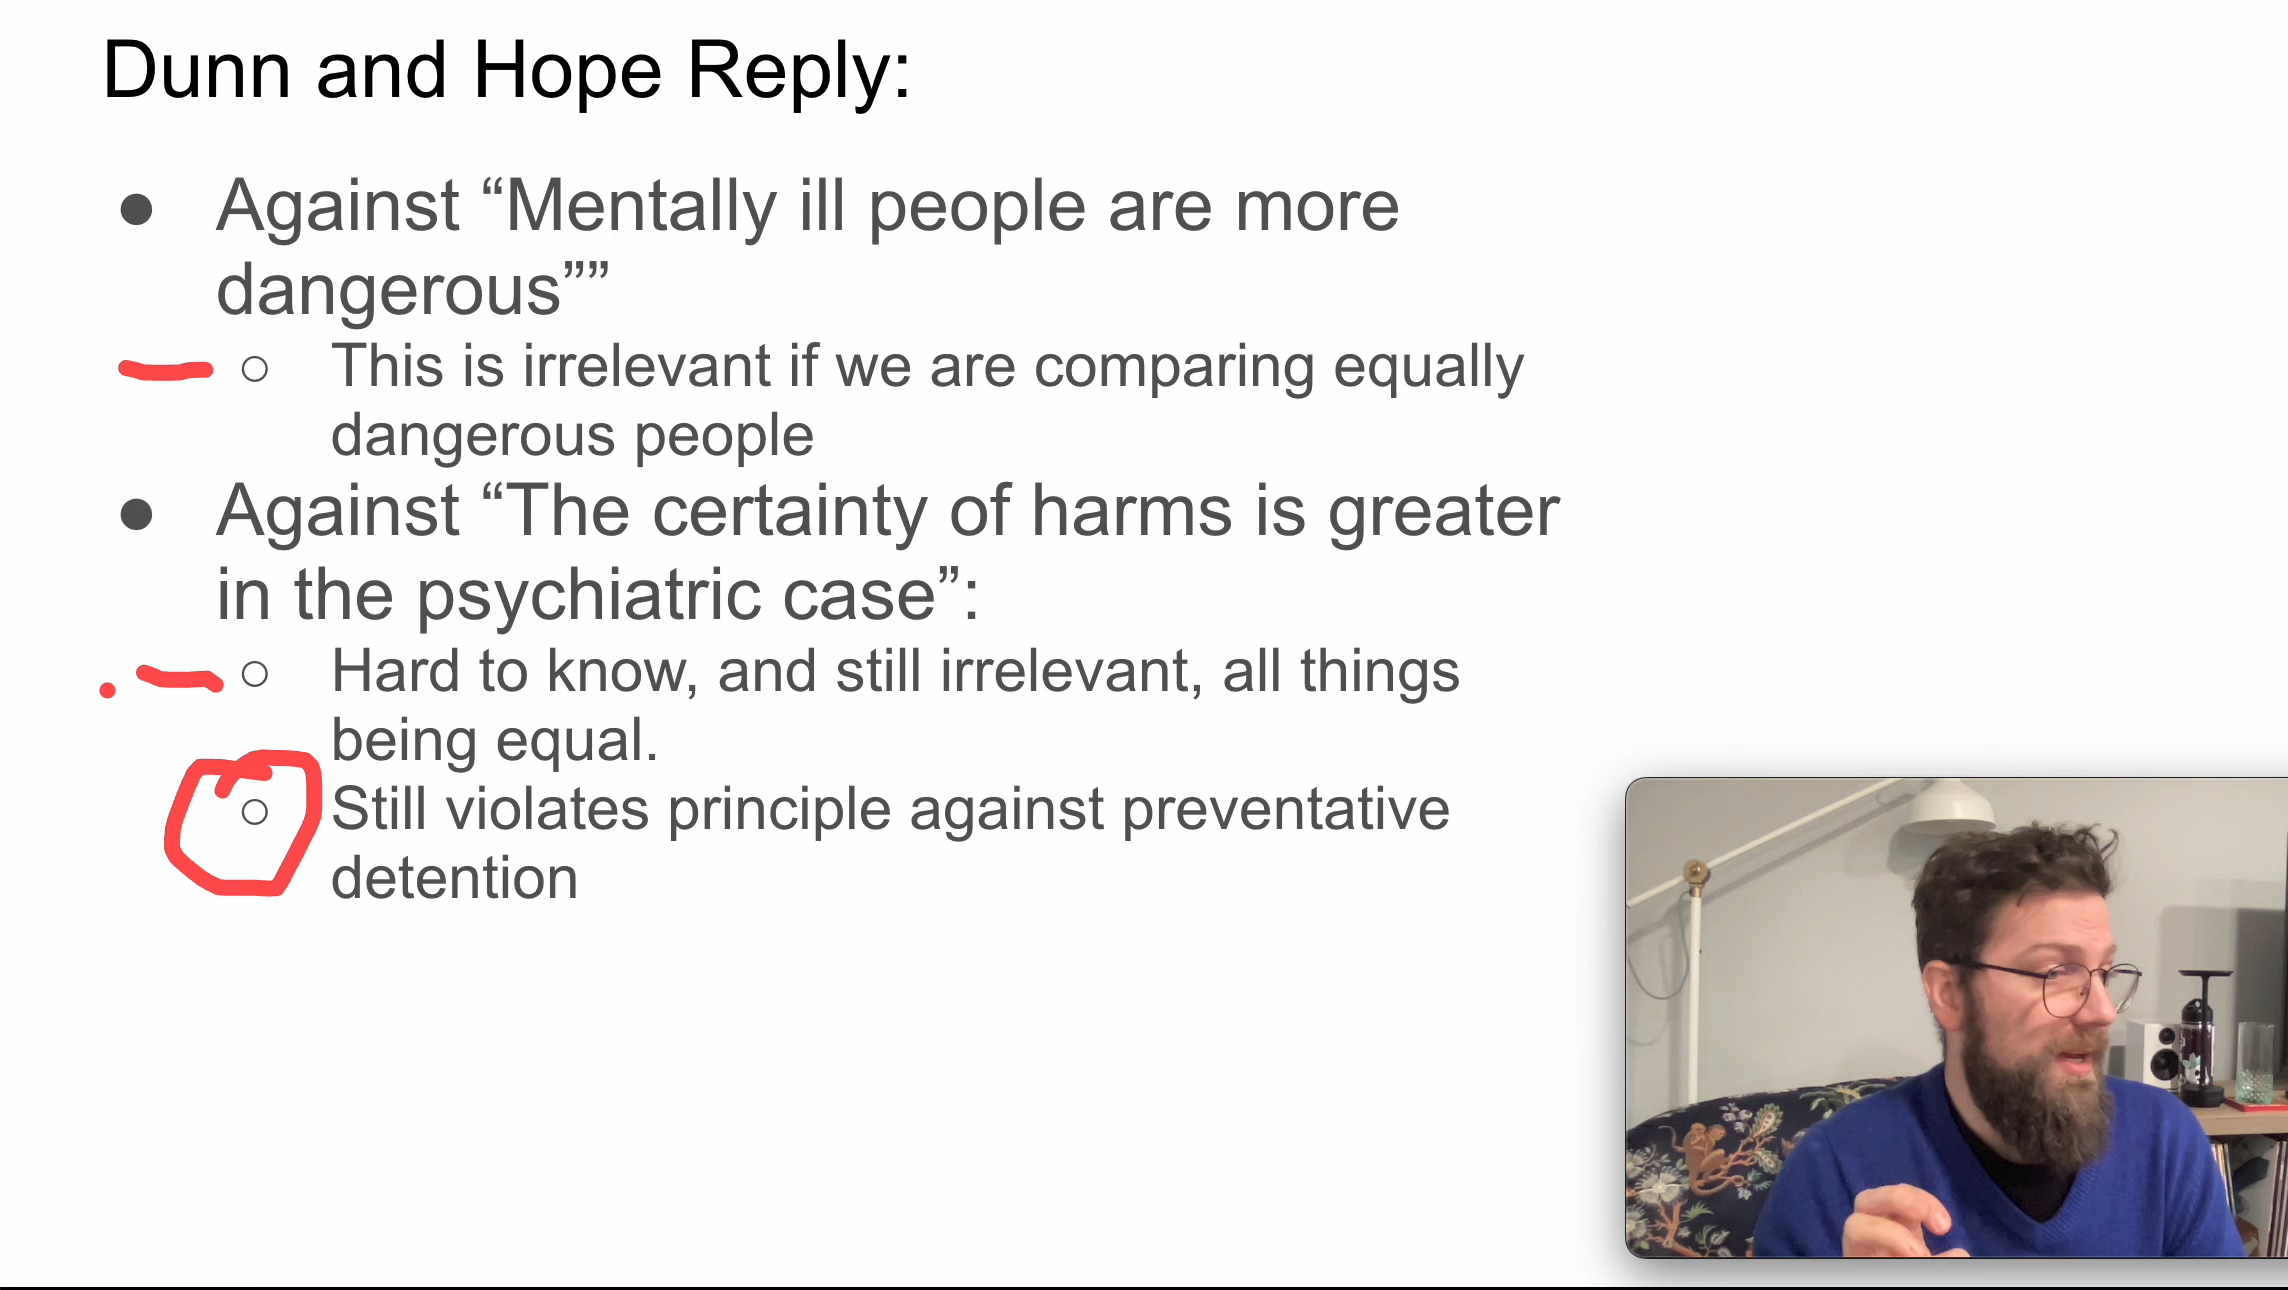 Dunn and Hope Reply:
● Against “Mentally ill people are more
dangerous””
○ This is irrelevant if we are comparing equally
dangerous people
● Against “The certainty of harms is greater
in the psychiatric case”:
○ Hard to know, and still irrelevant, all things
being equal.
○ Still violates principle against preventative
detention